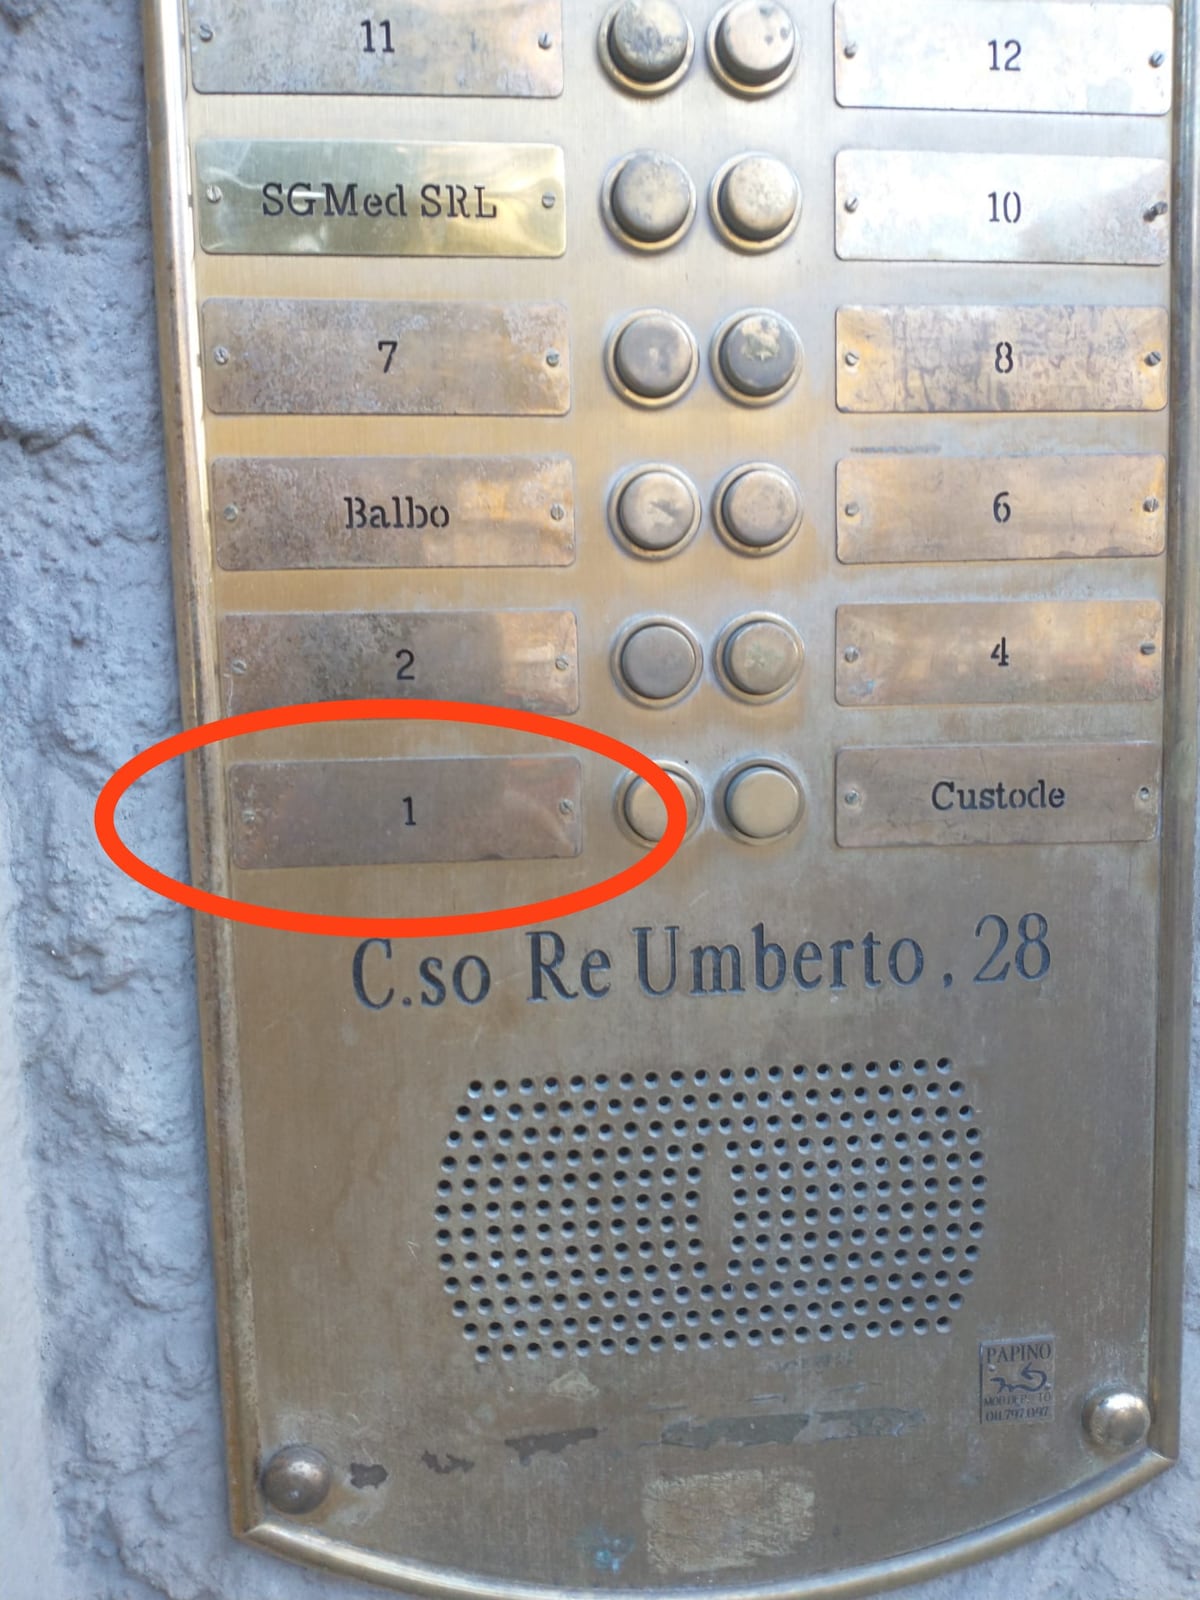 11
12
SGMed SRL
10
7
8
Balbo
6
2
4
1
Custode
C.so Re Umberto, 28
PAPINO